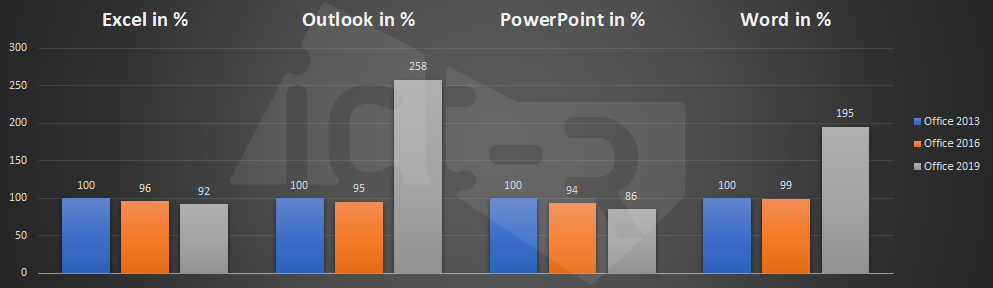 Excel in %
Outlook in %
PowerPoint in %
Word in %
300
250
200
150
100
50
0
100
96
92
100
95
258
100
94
86
100
99
195
Office 2013
Office 2016
Office 2019
ict-R